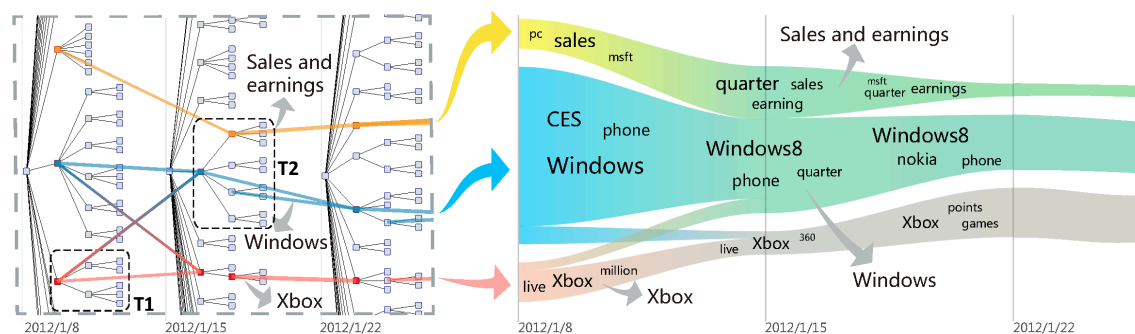 Sales and
earnings
T2
Windows
T1
Xbox
2012/1/8
2012/1/15
2012/1/22
pc
sales
msft
Sales and earnings
quarter
sales
earning
msft
quarter
earnings
CES
phone
Windows
Windows8
phone
quarter
Windows8
nokia
phone
live
Xbox
million
Xbox
live
Xbox
360
Xbox
points
games
Windows
2012/1/8
2012/1/15
2012/1/22